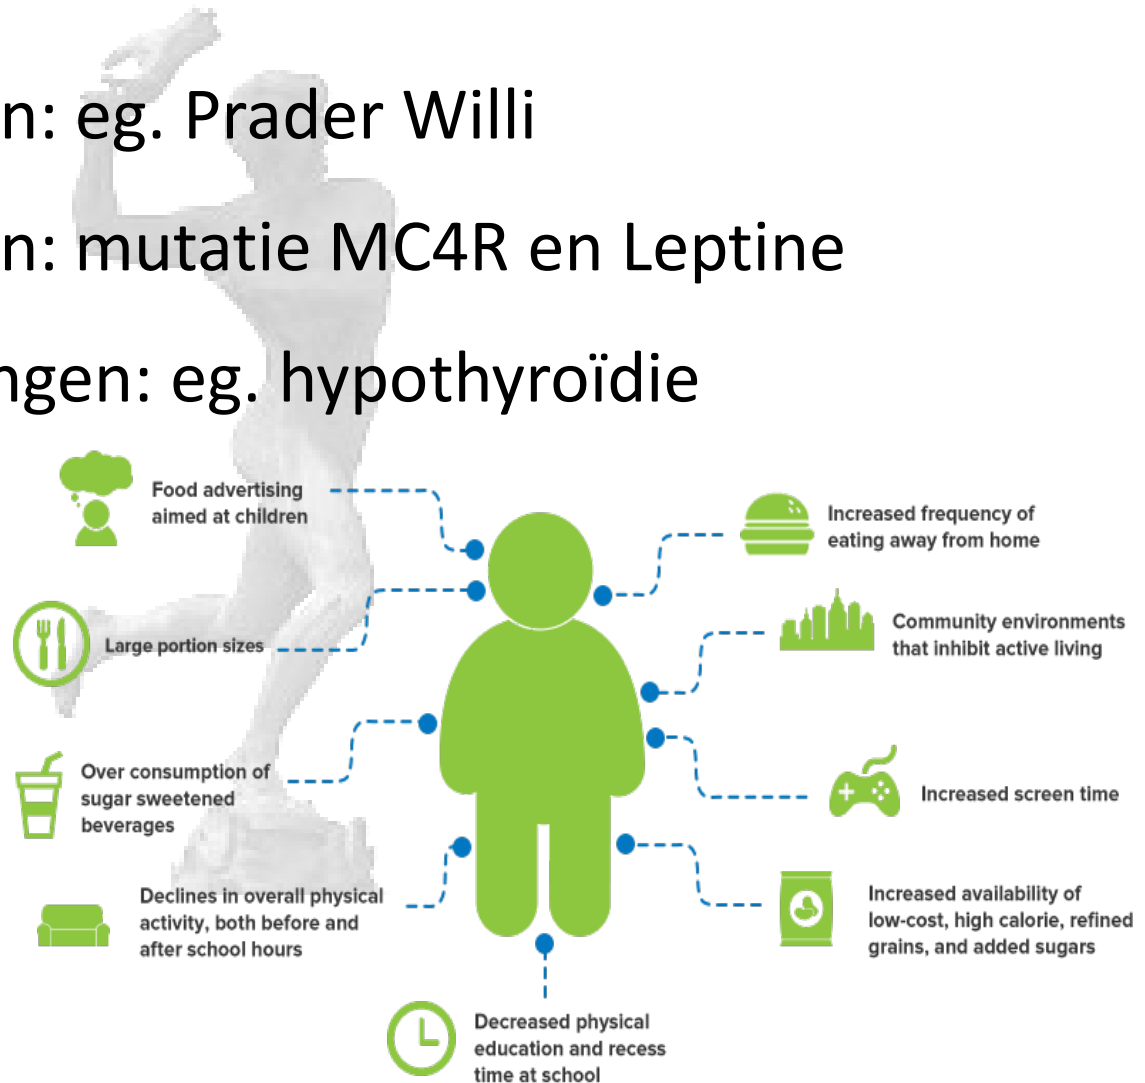 n: eg. Prader Willi
n: mutatie MC4R en Leptine
ngen: eg. hypothyroïdie
Food advertising
aimed at children
Increased frequency of
eating away from home
Large portion sizes
Community environments
that inhibit active living
Over consumption of
sugar sweetened
beverages
Increased screen time
Declines in overall physical
activity, both before and
after school hours
Increased availability of
low-cost, high calorie, refined
grains, and added sugars
Decreased physical
education and recess
time at school